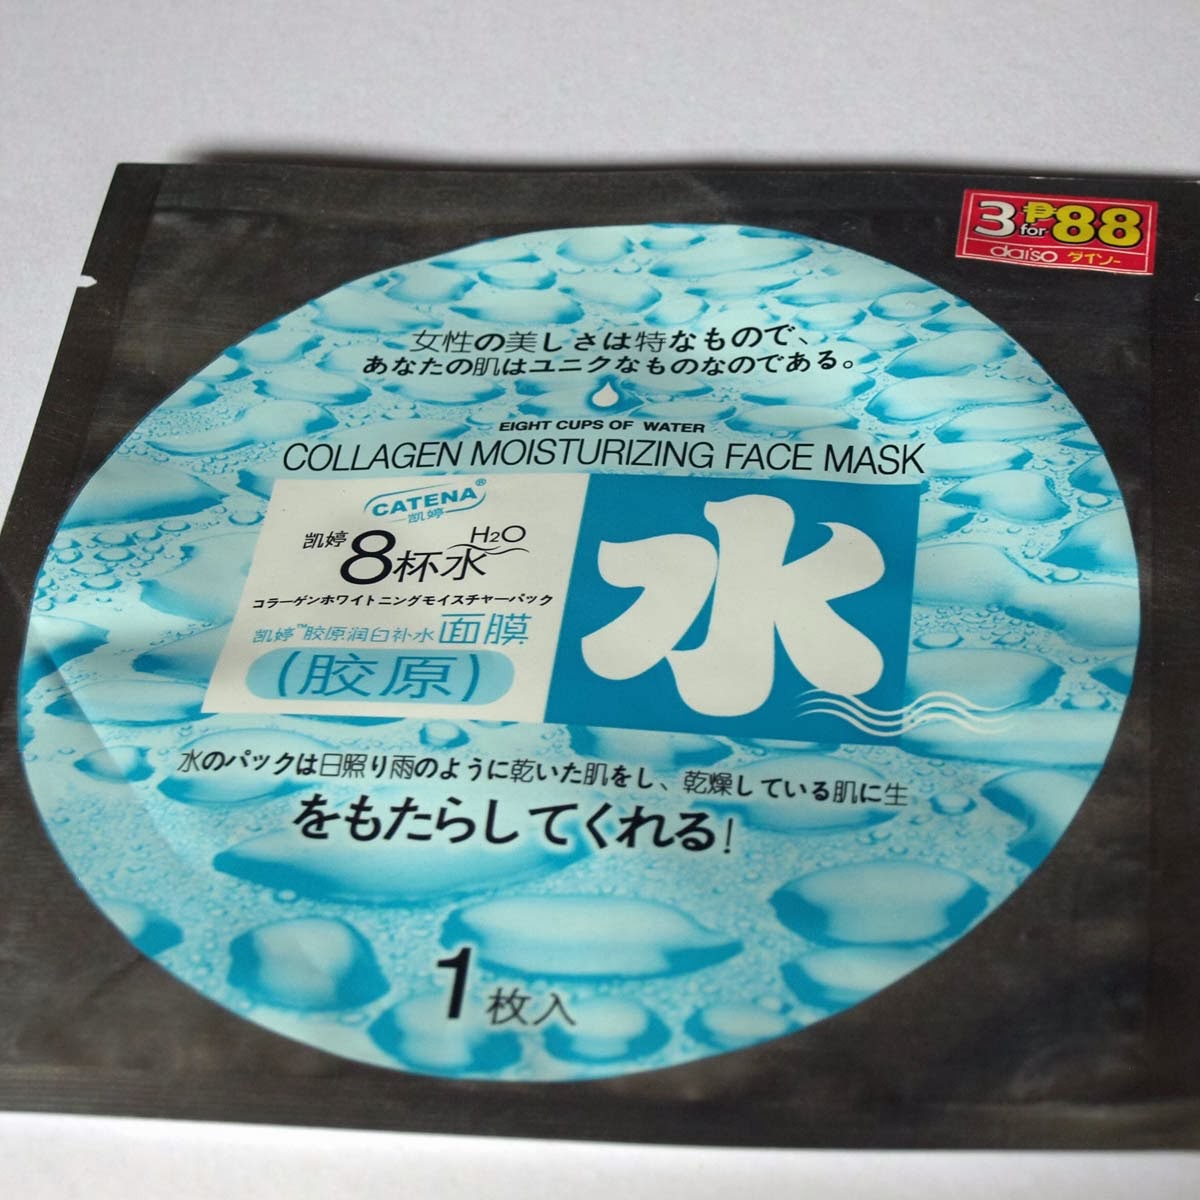 3 for ₱88
daiso ダイソー
女性の美しさは特なもので、
あなたの肌はユニクなものなのである。
EIGHT CUPS OF WATER
COLLAGEN MOISTURIZING FACE MASK
CATENA®
凯婷
凯婷 8杯水 H2O
コラーゲンホワイトニングモイスチャーパック
凯婷™胶原润白补水面膜
(胶原)
水
水のパックは日照り雨のように乾いた肌をし、乾燥している肌に生
をもたらしてくれる!
1枚入